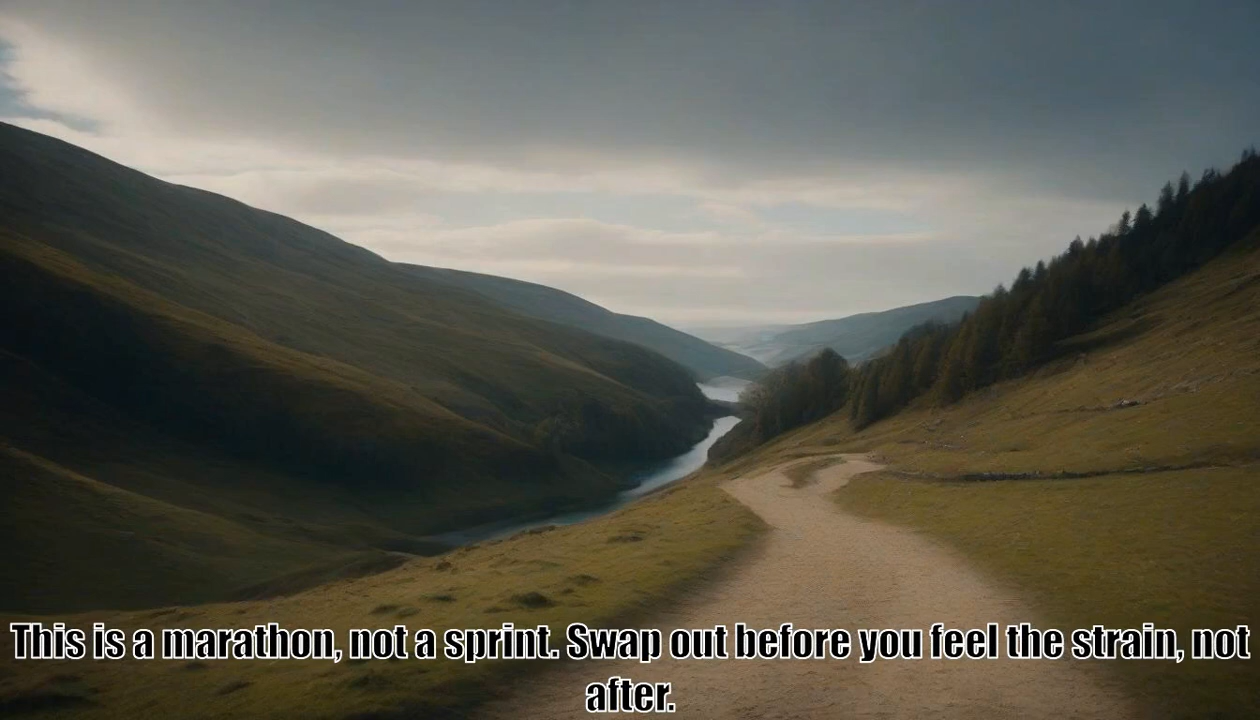 This is a marathon, not a sprint. Swap out before you feel the strain, not
after.